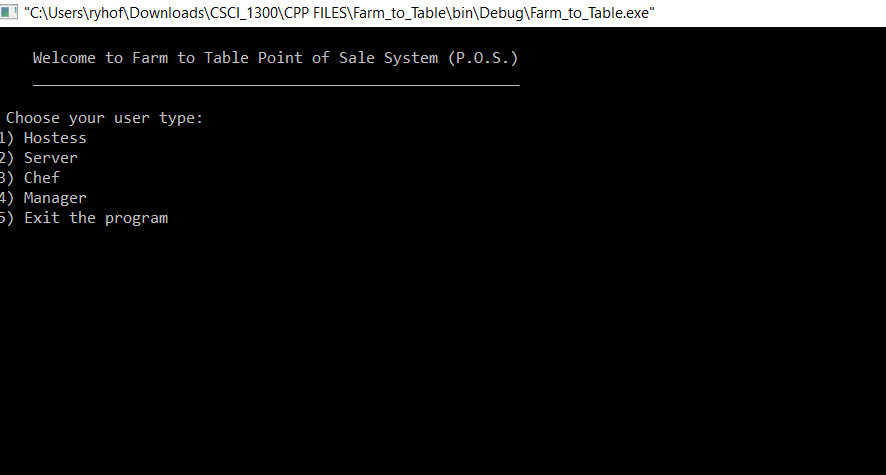 "C:\Users\ryhof\Downloads\CSCI_1300\CPP FILES\Farm_to_Table\bin\Debug\Farm_to_Table.exe"
Welcome to Farm to Table Point of Sale System (P.O.S.)
Choose your user type:
1) Hostess
2) Server
3) Chef
4) Manager
5) Exit the program